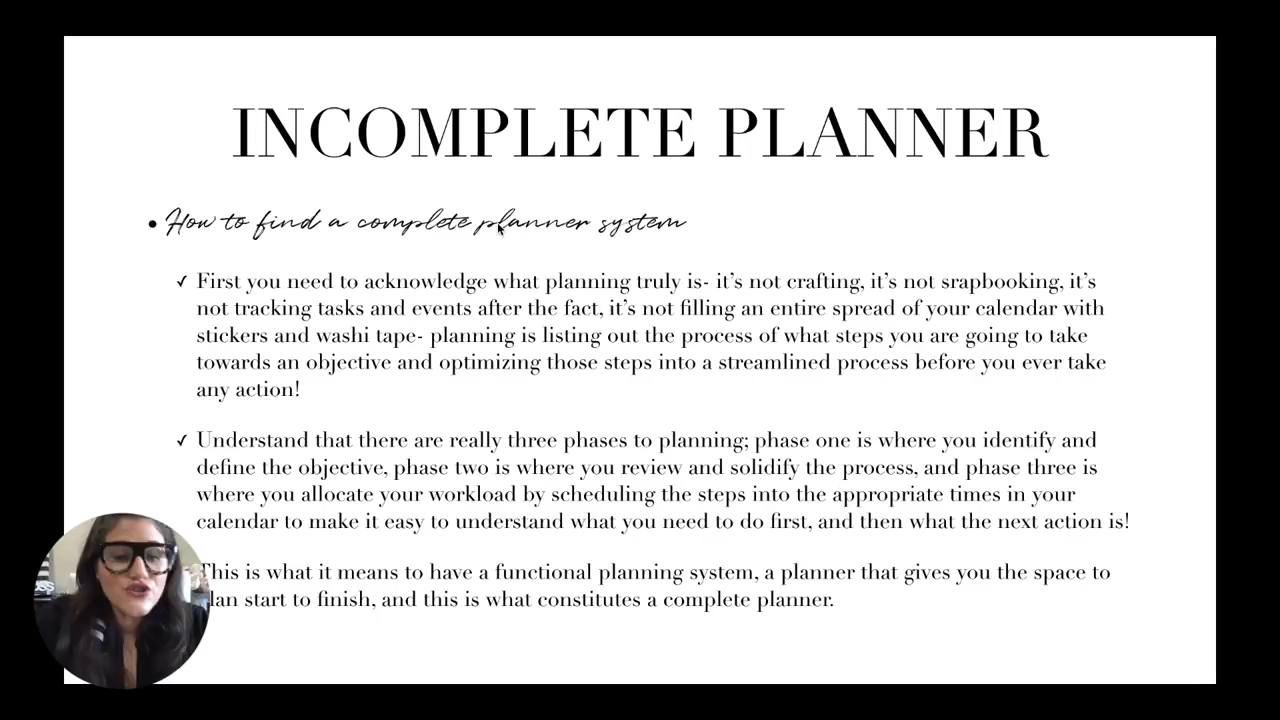 INCOMPLETE PLANNER
• How to find a complete planner system
✓ First you need to acknowledge what planning truly is- it's not crafting, it's not srapbooking, it's
not tracking tasks and events after the fact, it's not filling an entire spread of your calendar with
stickers and washi tape- planning is listing out the process of what steps you are going to take
towards an objective and optimizing those steps into a streamlined process before you ever take
any action!
✓ Understand that there are really three phases to planning; phase one is where you identify and
define the objective, phase two is where you review and solidify the process, and phase three is
where you allocate your workload by scheduling the steps into the appropriate times in your
calendar to make it easy to understand what you need to do first, and then what the next action is!
This is what it means to have a functional planning system, a planner that gives you the space to
plan start to finish, and this is what constitutes a complete planner.